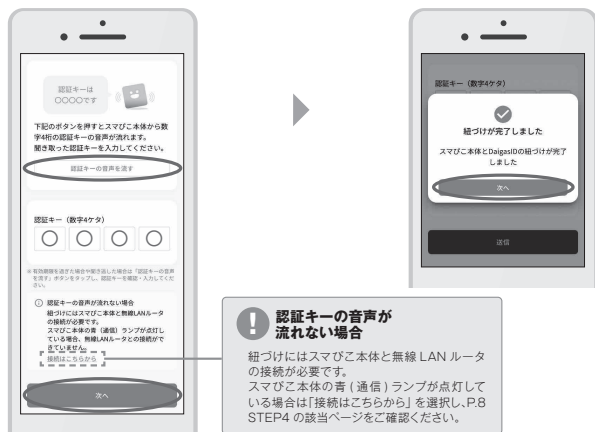 認証キーは
〇〇〇〇です
下記のボタンを押すとスマぴこ本体から数
字4桁の認証キーの音声が流れます。
聞き取った認証キーを入力してください。
認証キーの音声を流す
認証キー（数字4ケタ）
※有効期限を過ぎた場合や聞き逃した場合は「認証キーの音声
を流す」ボタンをタップし、認証キーを確認・入力してくだ
さい。
認証キーの音声が流れない場合
紐づけにはスマぴこ本体と無線LANルータ
の接続が必要です。
スマぴこ本体の青（通信）ランプが点灯し
ている場合、無線LANルータとの接続がで
きていません。
接続はこちらから
次へ
認証キー（数字4ケタ）
紐づけが完了しました
スマぴこ本体とDaigasIDの紐づけが完了
しました
次へ
送信
! 認証キーの音声が
流れない場合
紐づけにはスマぴこ本体と無線 LAN ルータ
の接続が必要です。
スマぴこ本体の青 ( 通信 ) ランプが点灯して
いる場合は「接続はこちらから」を選択し、P.8
STEP4 の該当ページをご確認ください。